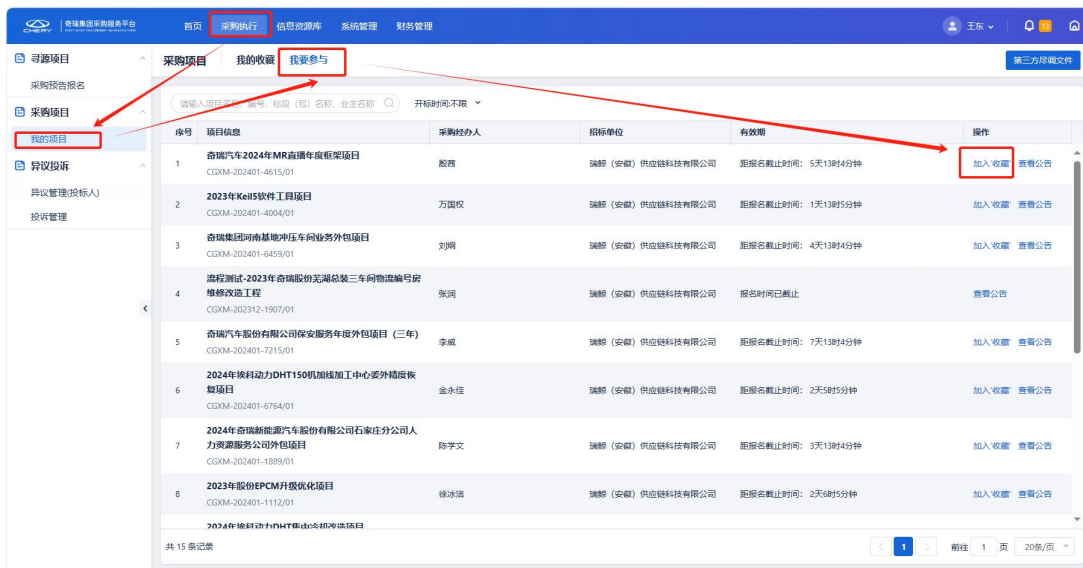 CHERY 奇瑞集团采购服务平台 首页 采购执行 信息资源库 系统管理 财务管理 王东 13
寻源项目
采购预告报名
采购项目
我的项目
异议投诉
异议管理(投标人)
投诉管理
采购项目 我的收藏 我要参与 第三方尽调文件
请输入项目名称、编号、标段（包）名称、业主名称 开标时间:不限
序号 项目信息 采购经办人 招标单位 有效期 操作
1 奇瑞汽车2024年MR直播年度框架项目 殷茜 瑞鲸（安徽）供应链科技有限公司 距报名截止时间： 5天13时4分钟 加入'收藏' 查看公告
CGXM-202401-4615/01
2 2023年Keil5软件工具项目 万国权 瑞鲸（安徽）供应链科技有限公司 距报名截止时间： 1天13时5分钟 加入'收藏' 查看公告
CGXM-202401-4004/01
3 奇瑞集团河南基地冲压车间业务外包项目 瑞鲸（安徽）供应链科技有限公司 距报名截止时间： 4天13时4分钟 加入'收藏' 查看公告
CGXM-202401-6459/01
4 流程测试-2023年奇瑞股份芜湖总装三车间物流编号房
维修改造工程 张润 瑞鲸（安徽）供应链科技有限公司 报名时间已截止 查看公告
CGXM-202312-1907/01
5 奇瑞汽车股份有限公司保安服务年度外包项目（三年） 李威 瑞鲸（安徽）供应链科技有限公司 距报名截止时间： 7天13时4分钟 加入'收藏' 查看公告
CGXM-202401-7215/01
6 2024年埃科动力DHT150机加线加工中心委外精度恢
复项目 金永佳 瑞鲸（安徽）供应链科技有限公司 距报名截止时间： 2天5时5分钟 加入'收藏' 查看公告
CGXM-202401-6764/01
7 2024年奇瑞新能源汽车股份有限公司石家庄分公司人
力资源服务公司外包项目 陈学文 瑞鲸（安徽）供应链科技有限公司 距报名截止时间： 3天13时4分钟 加入'收藏' 查看公告
CGXM-202401-1889/01
8 2023年股份EPCM升级优化项目 徐冰洁 瑞鲸（安徽）供应链科技有限公司 距报名截止时间： 2天6时5分钟 加入'收藏' 查看公告
CGXM-202401-1112/01
2024年埃科动力DHT集中冷却改造项目
共 15 条记录 1 前往 1 页 20条/页